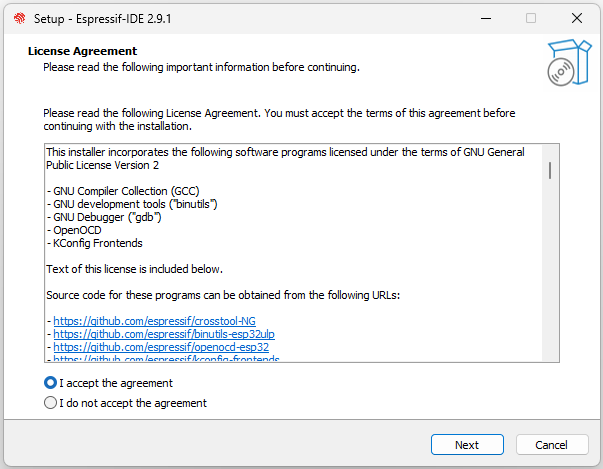 Setup - Espressif-IDE 2.9.1
License Agreement
Please read the following important information before continuing.
Please read the following License Agreement. You must accept the terms of this agreement before
continuing with the installation.
This installer incorporates the following software programs licensed under the terms of GNU General
Public License Version 2
- GNU Compiler Collection (GCC)
- GNU development tools ("binutils")
- GNU Debugger ("gdb")
- OpenOCD
- KConfig Frontends
Text of this license is included below.
Source code for these programs can be obtained from the following URLs:
- https://github.com/espressif/crosstool-NG
- https://github.com/espressif/binutils-esp32ulp
- https://github.com/espressif/openocd-esp32
- https://github.com/espressif/kconfig-frontends
I accept the agreement
I do not accept the agreement
Next
Cancel